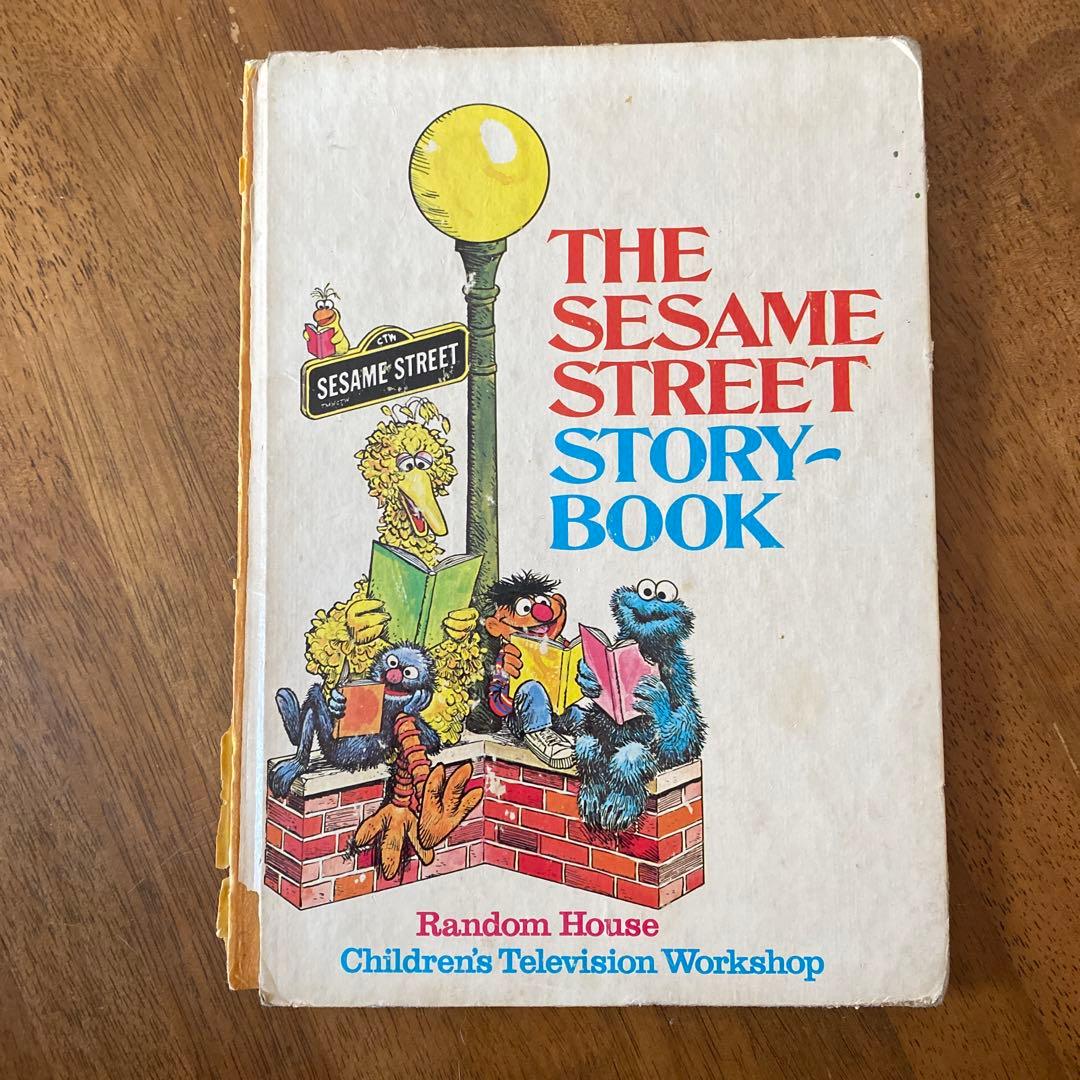 THE
SESAME
STREET
STORY-
BOOK
CTW
SESAME STREET
Random House
Children's Television Workshop